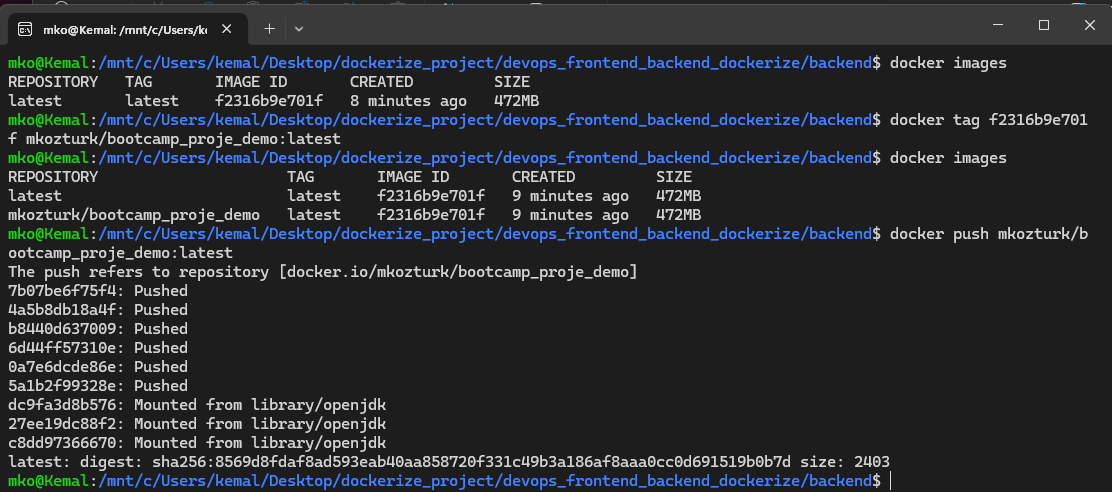 mko@Kemal: /mnt/c/Users/ke
mko@Kemal:/mnt/c/Users/kemal/Desktop/dockerize_project/devops_frontend_backend_dockerize/backend$ docker images
REPOSITORY   TAG       IMAGE ID       CREATED         SIZE
latest       latest    f2316b9e701f   8 minutes ago   472MB
mko@Kemal:/mnt/c/Users/kemal/Desktop/dockerize_project/devops_frontend_backend_dockerize/backend$ docker tag f2316b9e701
f mkozturk/bootcamp_proje_demo:latest
mko@Kemal:/mnt/c/Users/kemal/Desktop/dockerize_project/devops_frontend_backend_dockerize/backend$ docker images
REPOSITORY                     TAG       IMAGE ID       CREATED         SIZE
latest                         latest    f2316b9e701f   9 minutes ago   472MB
mkozturk/bootcamp_proje_demo   latest    f2316b9e701f   9 minutes ago   472MB
mko@Kemal:/mnt/c/Users/kemal/Desktop/dockerize_project/devops_frontend_backend_dockerize/backend$ docker push mkozturk/b
ootcamp_proje_demo:latest
The push refers to repository [docker.io/mkozturk/bootcamp_proje_demo]
7b07be6f75f4: Pushed
4a5b8db18a4f: Pushed
b8440d637009: Pushed
6d44ff57310e: Pushed
0a7e6dcde86e: Pushed
5a1b2f99328e: Pushed
dc9fa3d8b576: Mounted from library/openjdk
27ee19dc88f2: Mounted from library/openjdk
c8dd97366670: Mounted from library/openjdk
latest: digest: sha256:8569d8fdaf8ad593eab40aa858720f331c49b3a186af8aaa0cc0d691519b0b7d size: 2403
mko@Kemal:/mnt/c/Users/kemal/Desktop/dockerize_project/devops_frontend_backend_dockerize/backend$